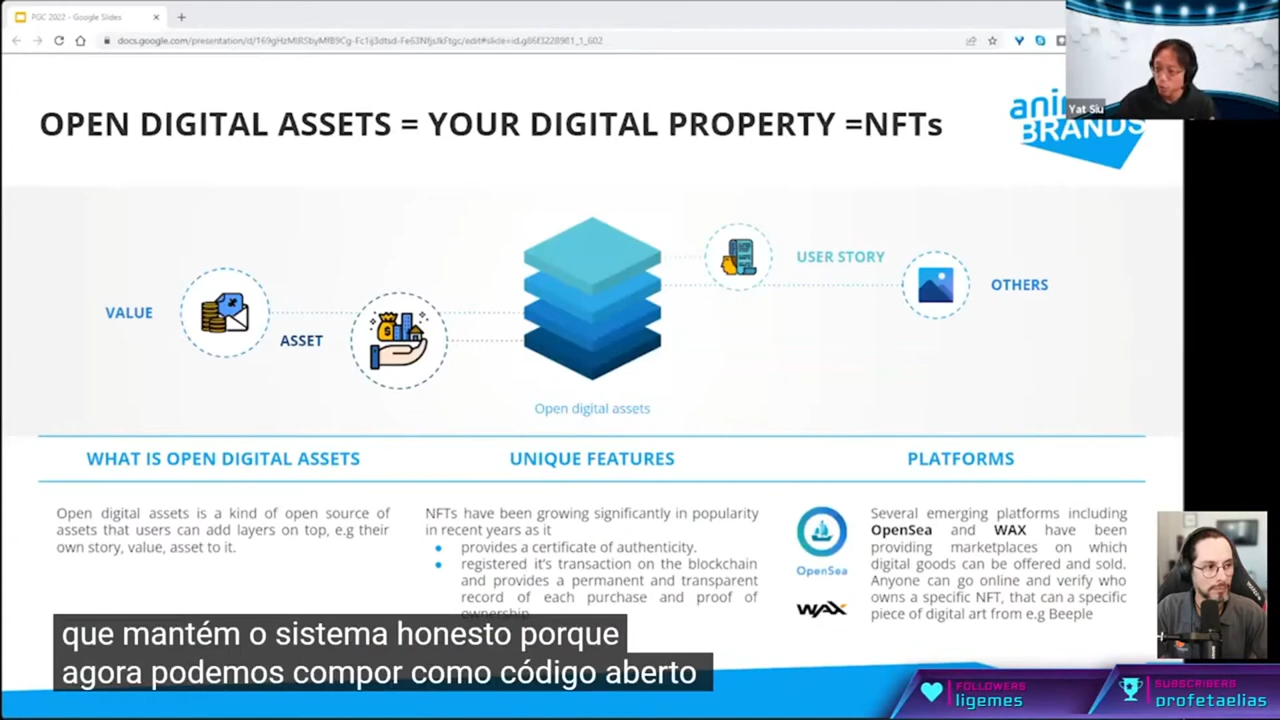 PGC 2022 - Google Slides
Yat Siu
OPEN DIGITAL ASSETS = YOUR DIGITAL PROPERTY =NFTs
ani
BRANDS
VALUE
ASSET
USER STORY
OTHERS
Open digital assets
WHAT IS OPEN DIGITAL ASSETS
Open digital assets is a kind of open source of
assets that users can add layers on top, e.g their
own story, value, asset to it.
UNIQUE FEATURES
NFTs have been growing significantly in popularity
in recent years as it
provides a certificate of authenticity.
registered it's transaction on the blockchain
and provides a permanent and transparent
record of each purchase and proof of
ownership
PLATFORMS
OpenSea
WAX
Several emerging platforms including
OpenSea and WAX have been
providing marketplaces on which
digital goods can be offered and sold.
Anyone can go online and verify who
owns a specific NFT, that can a specific
piece of digital art from e.g Beeple
que mantém o sistema honesto porque
agora podemos compor como código aberto
FOLLOWERS
ligemes
SUBSCRIBERS
profetaelias